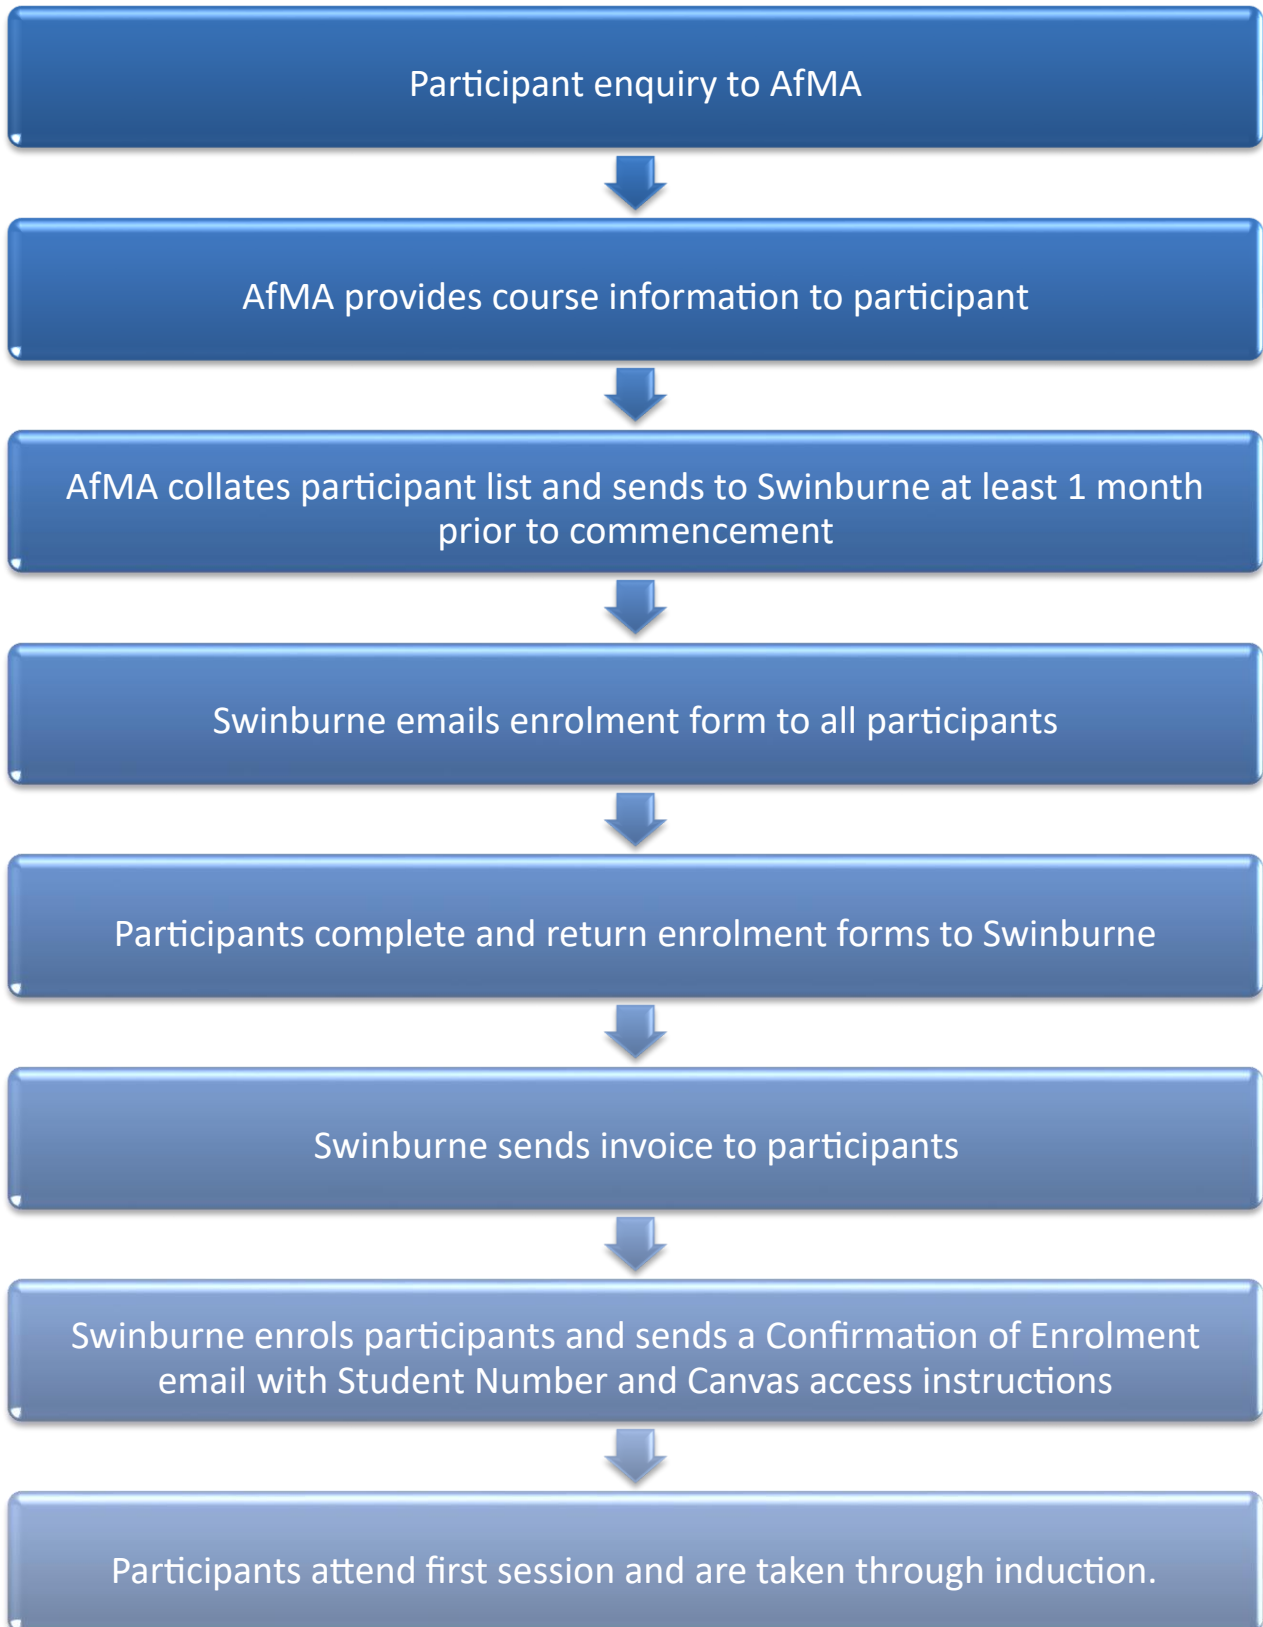 Participant enquiry to AfMA
AfMA provides course information to participant
AfMA collates participant list and sends to Swinburne at least 1 month
prior to commencement
Swinburne emails enrolment form to all participants
Participants complete and return enrolment forms to Swinburne
Swinburne sends invoice to participants
Swinburne enrols participants and sends a Confirmation of Enrolment
email with Student Number and Canvas access instructions
Participants attend first session and are taken through induction.